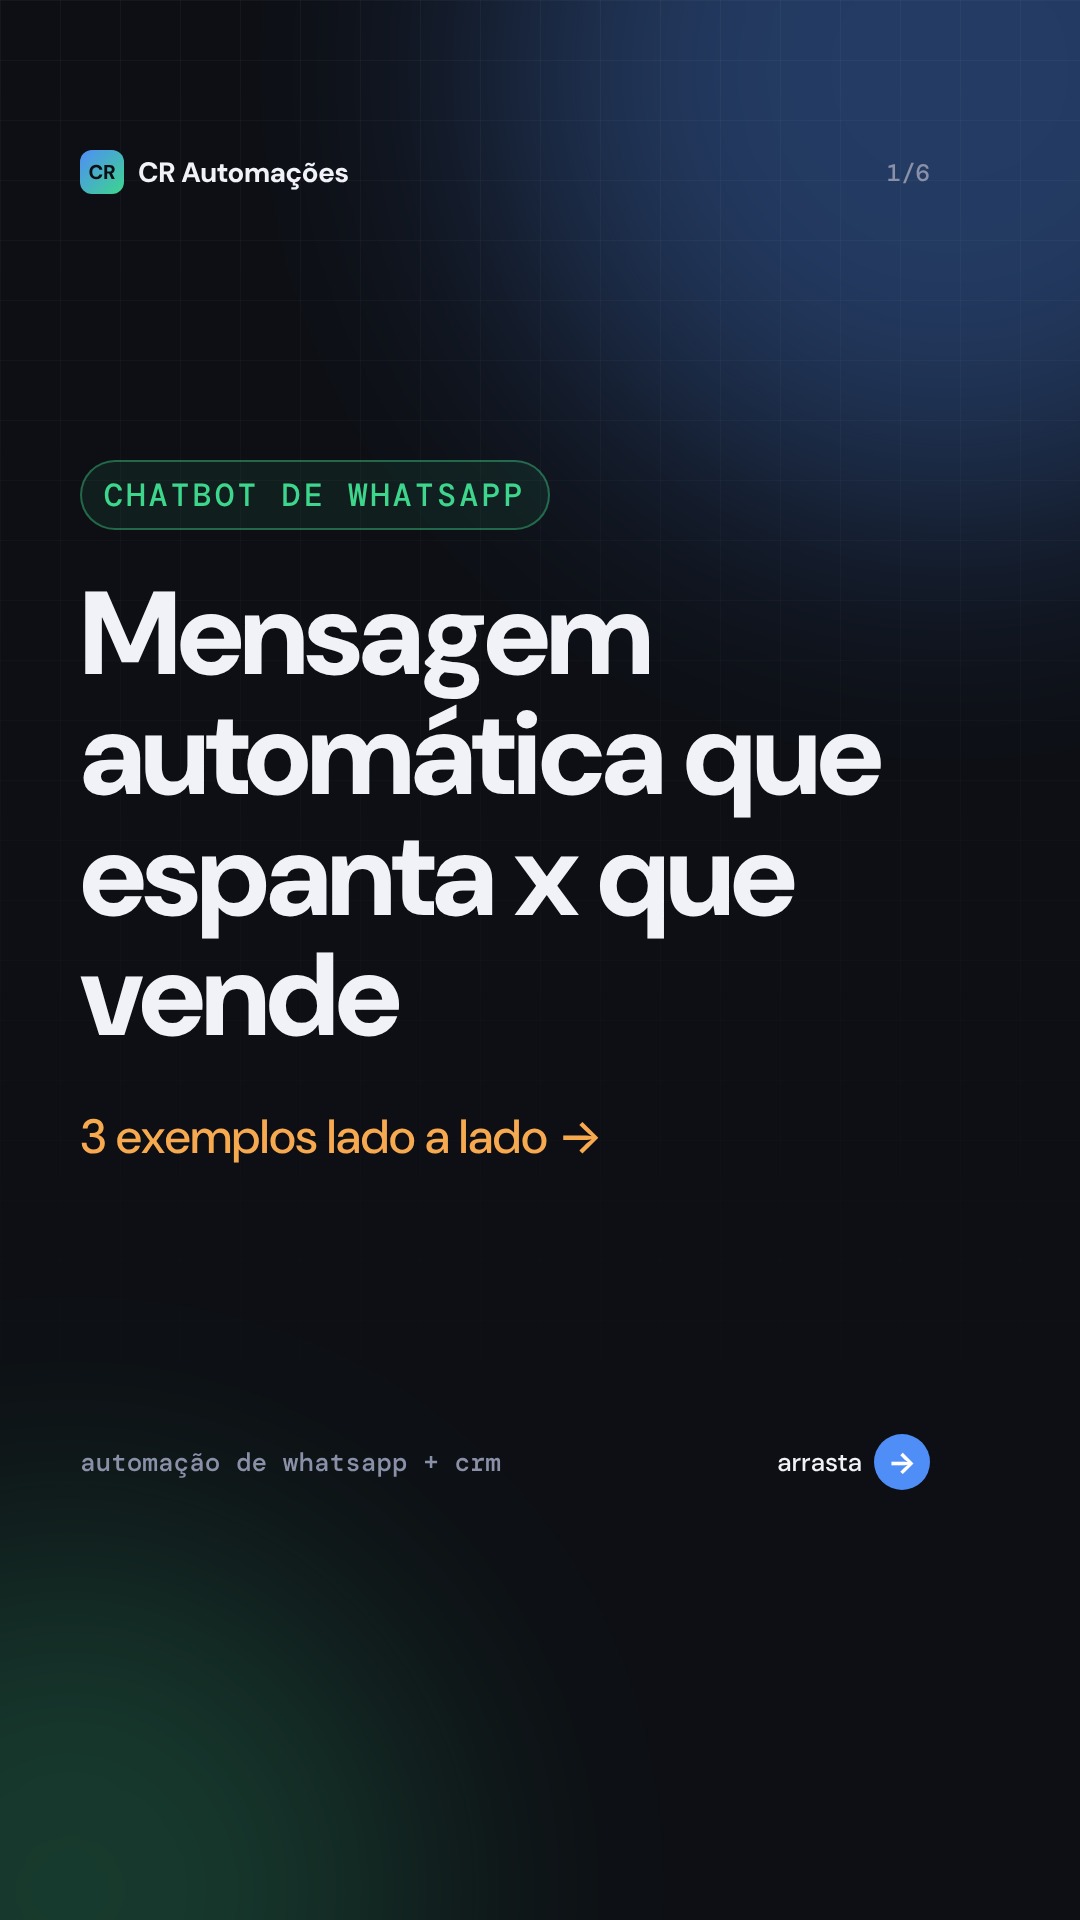 CR CR Automações 1/6
CHATBOT DE WHATSAPP
Mensagem
automática que
espanta x que
vende
3 exemplos lado a lado →
automação de whatsapp + crm arrasta →